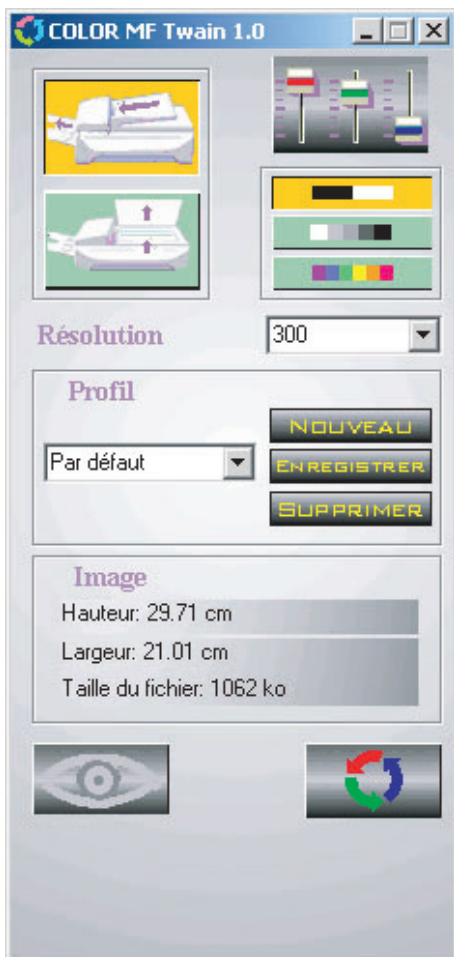 COLOR MF Twain 1.0
Résolution
300
Profil
Par défaut
NOUVEAU
ENREGISTRER
SUPPRIMER
Image
Hauteur: 29.71 cm
Largeur: 21.01 cm
Taille du fichier: 1062 ko